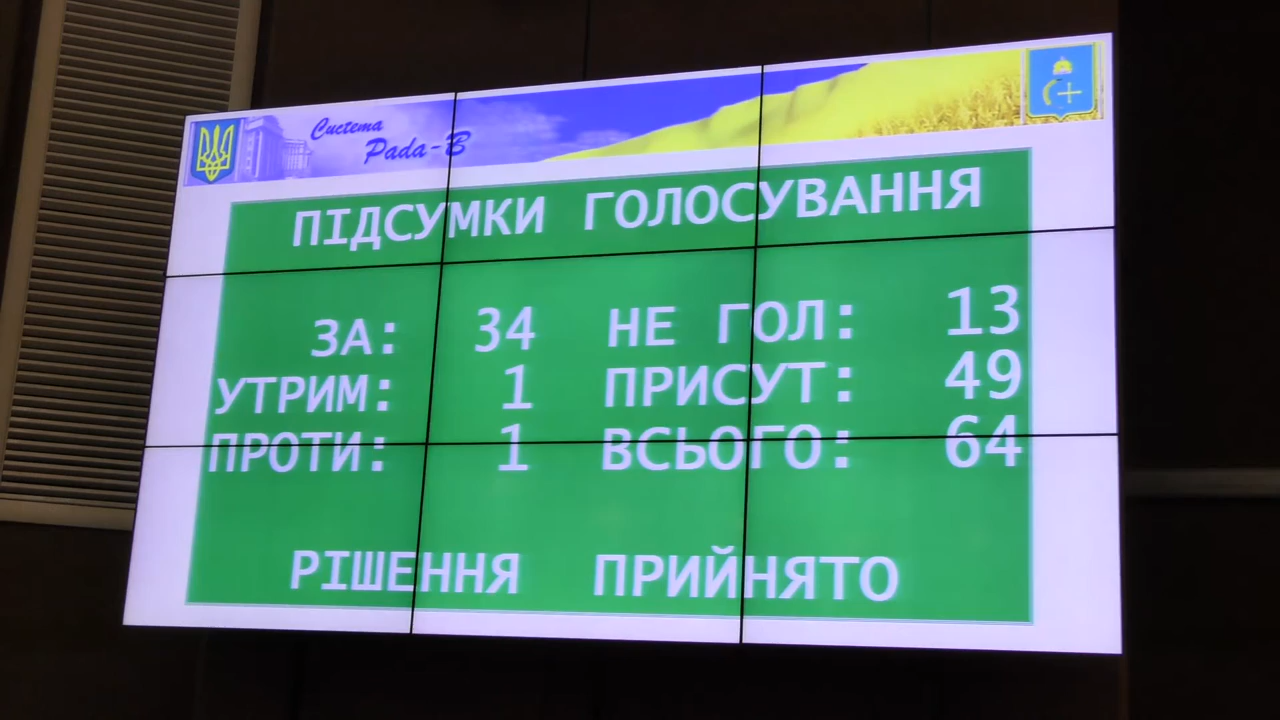 Система
Рада-В
ПІДСУМКИ ГОЛОСУВАННЯ
ЗА: 34 НЕ ГОЛ: 13
УТРИМ: 1 ПРИСУТ: 49
ПРОТИ: 1 ВСЬОГО: 64
РІШЕННЯ ПРИЙНЯТО